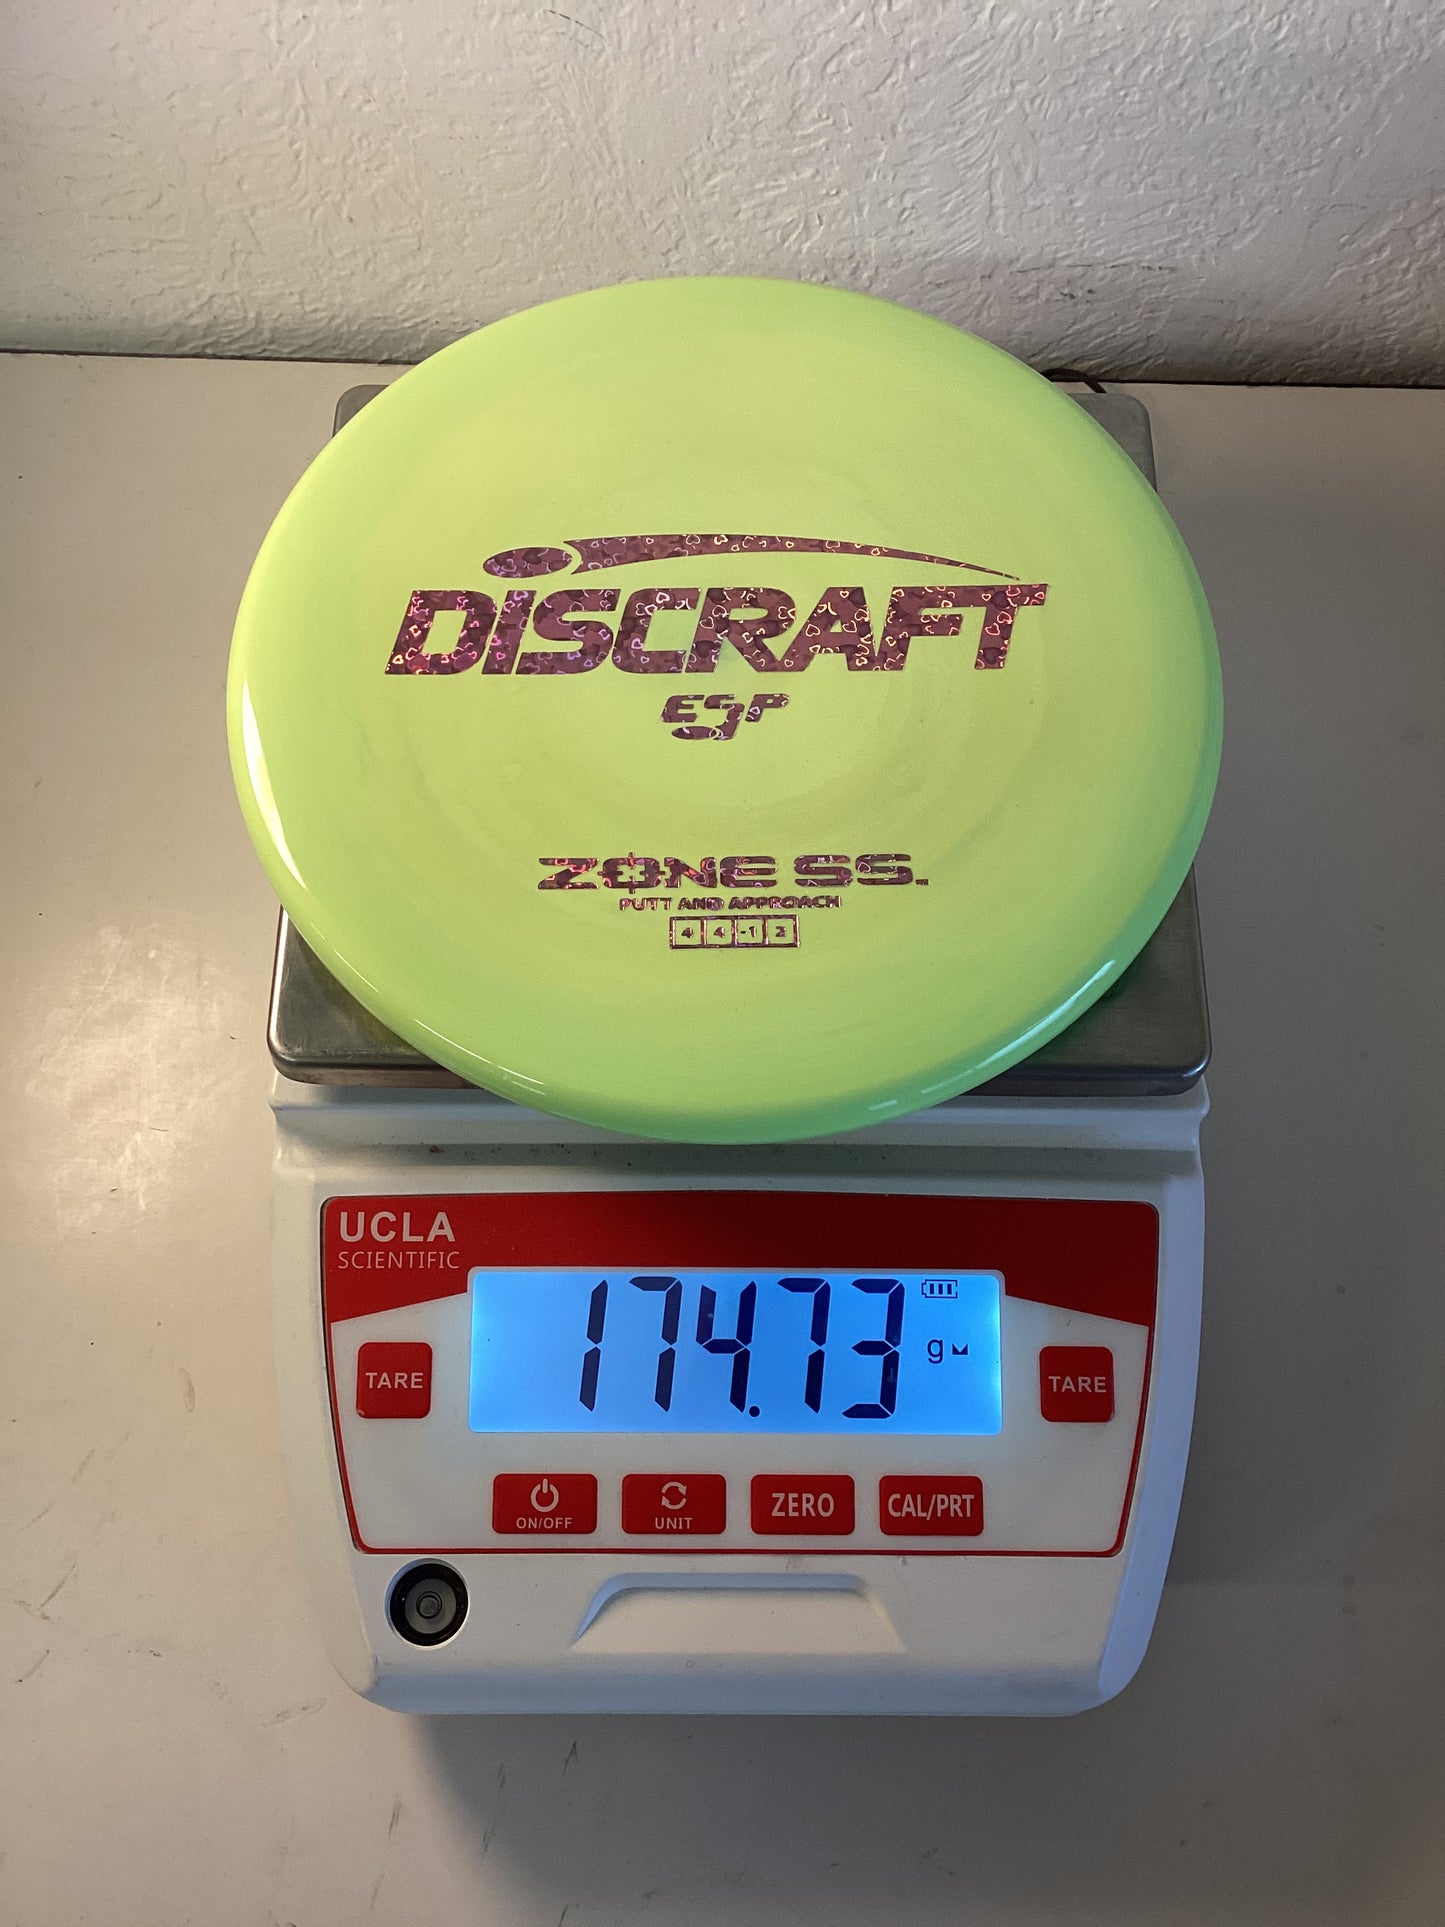 DISCRAFT
ESP
ZONE SS™
PUTT AND APPROACH
4 4 -1 2
UCLA
SCIENTIFIC
174.73 g
TARE
TARE
ON/OFF
UNIT
ZERO
CAL/PRT